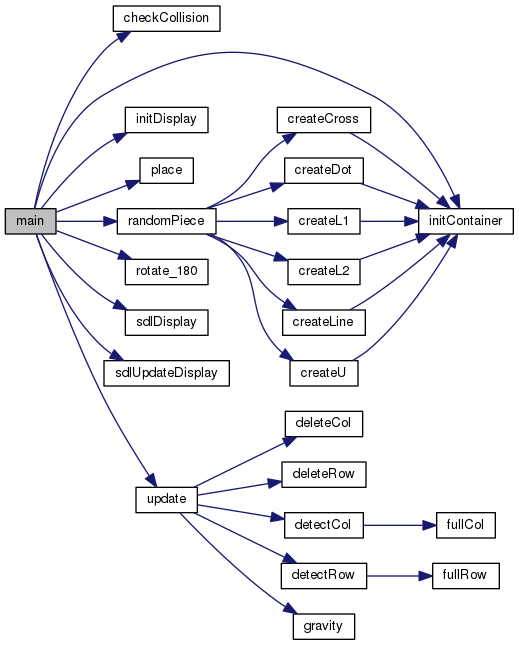 checkCollision
initDisplay
createCross
place
createDot
main
randomPiece
createL1
initContainer
rotate_180
createL2
sdlDisplay
createLine
sdlUpdateDisplay
createU
deleteCol
deleteRow
update
detectCol
fullCol
detectRow
fullRow
gravity